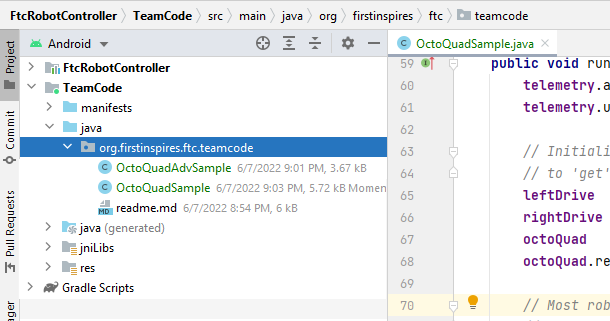 FtcRobotController TeamCode src main java org firstinspires ftc teamcode
Project
Commit
Pull Requests
Android
FtcRobotController
TeamCode
manifests
java
org.firstinspires.ftc.teamcode
OctoQuadAdvSample 6/7/2022 9:01 PM, 3.67 kB
OctoQuadSample 6/7/2022 9:03 PM, 5.72 kB Momen
readme.md 6/7/2022 8:54 PM, 6 kB
MD
java (generated)
jniLibs
res
Gradle Scripts
OctoQuadSample.java
59 public void run
60 telemetry.a
61 telemetry.u
62
63 // Initiali
64 // to 'get'
65 leftDrive
66 rightDrive
67 octoQuad
68 octoQuad.re
69
70 // Most rob